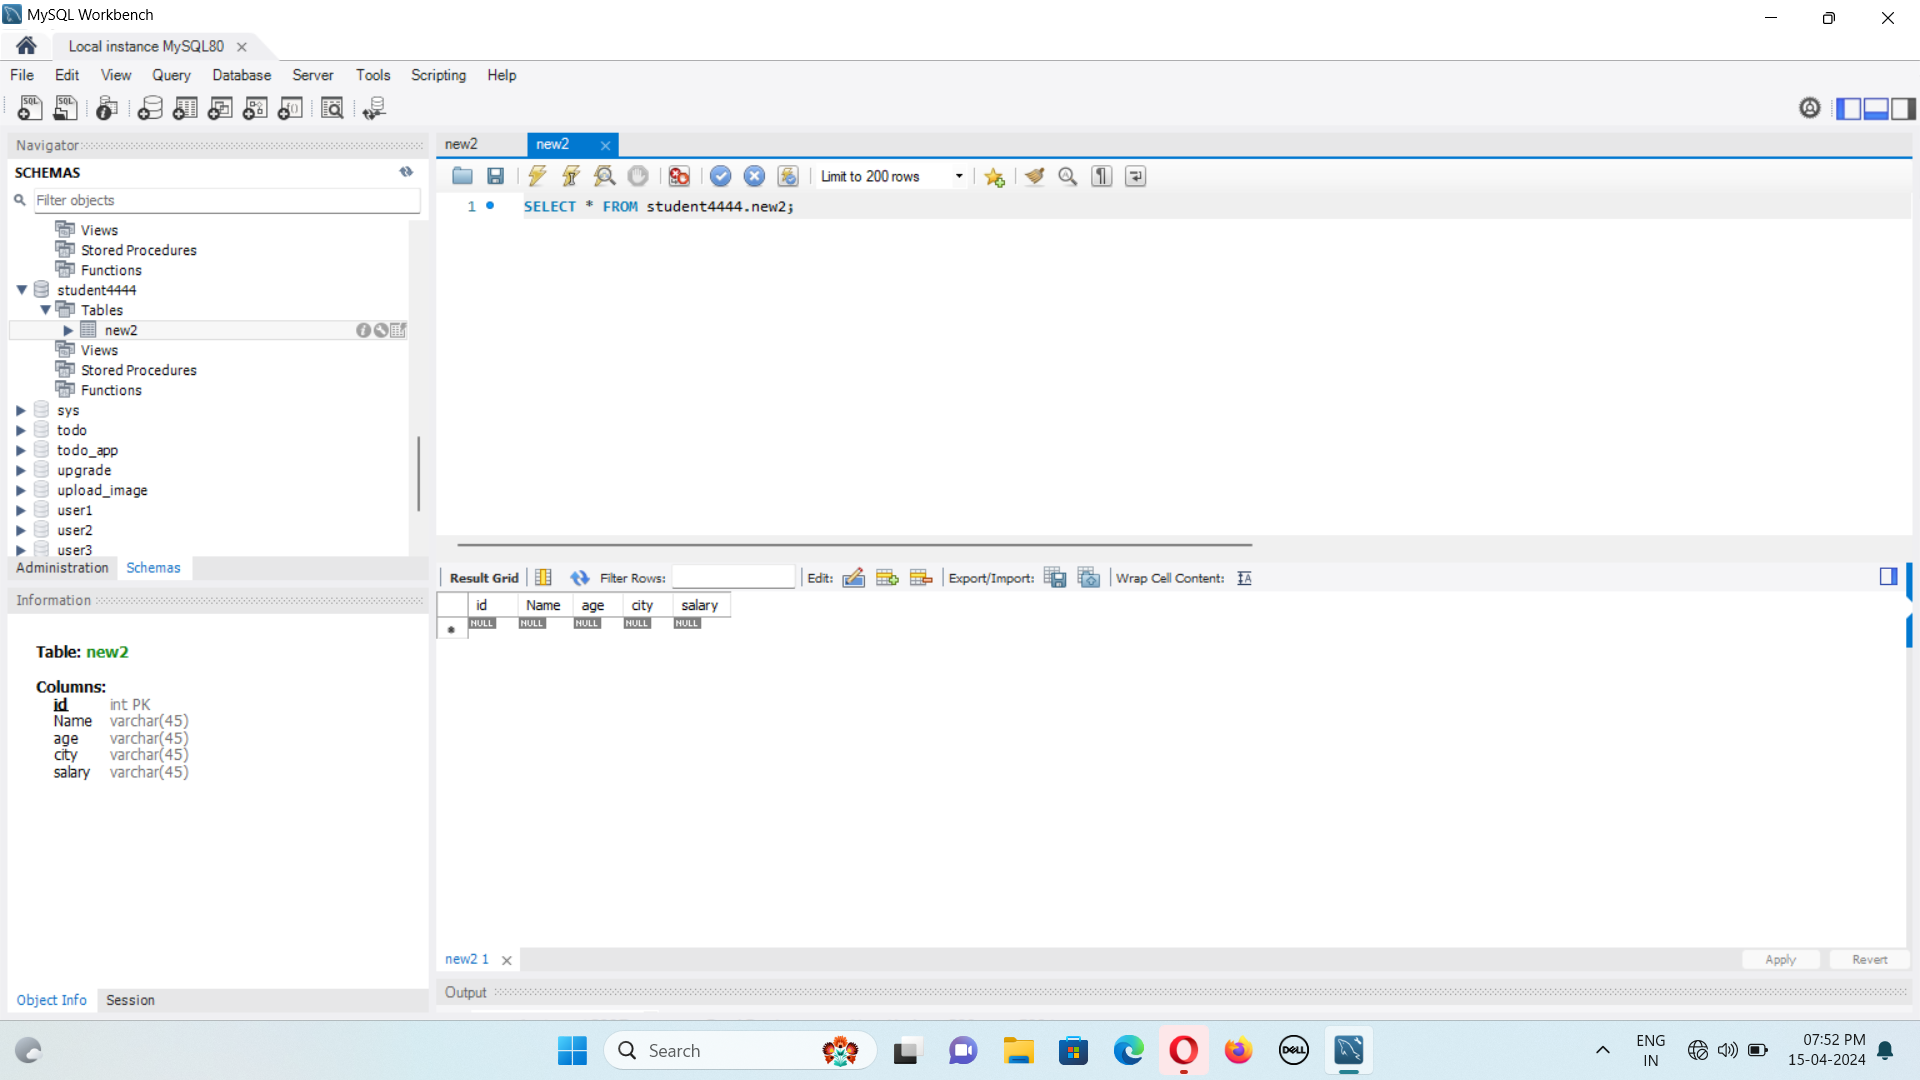 MySQL Workbench
Local instance MySQL80
File Edit View Query Database Server Tools Scripting Help
Navigator
SCHEMAS
Filter objects
Views
Stored Procedures
Functions
student4444
Tables
new2
Views
Stored Procedures
Functions
sys
todo
todo_app
upgrade
upload_image
user1
user2
user3
Administration Schemas
Information
Table: new2
Columns:
id int PK
Name varchar(45)
age varchar(45)
city varchar(45)
salary varchar(45)
Object Info Session
new2 new2
Limit to 200 rows
1 SELECT * FROM student4444.new2;
Result Grid Filter Rows: Edit: Export/Import: Wrap Cell Content:
id Name age city salary
NULL NULL NULL NULL NULL
new2 1
Apply Revert
Output
Search
DELL
ENG
IN
07:52 PM
15-04-2024